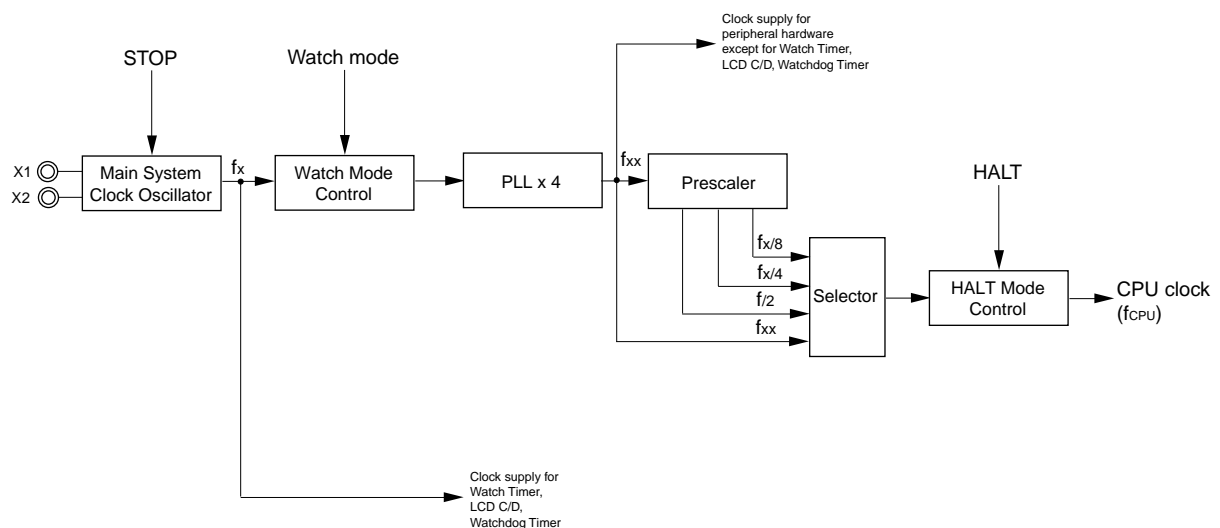 Clock supply for
peripheral hardware
except for Watch Timer,
LCD C/D, Watchdog Timer
STOP
Watch mode
X1
X2
Main System
Clock Oscillator
fx
Watch Mode
Control
PLL x 4
fxx
Prescaler
HALT
fx/8
fx/4
f/2
fxx
Selector
HALT Mode
Control
CPU clock
(fCPU)
Clock supply for
Watch Timer,
LCD C/D,
Watchdog Timer